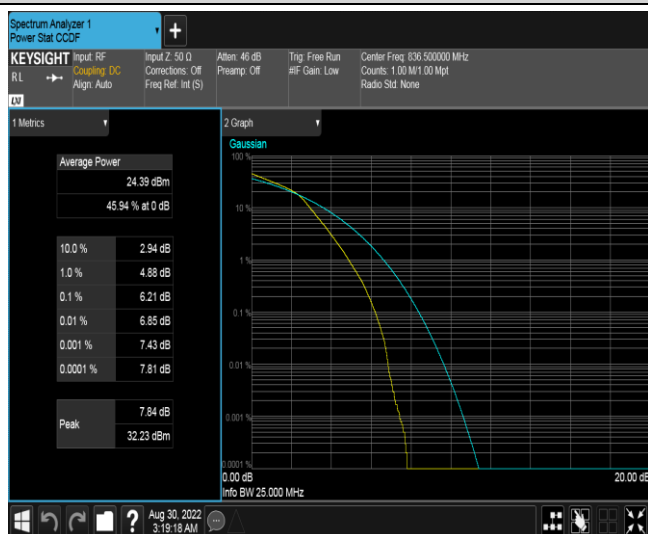 Spectrum Analyzer 1
Power Stat CCDF
+
KEYSIGHT
RL
LXI
Input: RF
Coupling: DC
Align: Auto
Input Z: 50 Ω
Corrections: Off
Freq Ref: Int (S)
Atten: 46 dB
Preamp: Off
Trig: Free Run
#IF Gain: Low
Center Freq: 836.500000 MHz
Counts: 1.00 M/1.00 Mpt
Radio Std: None
1 Metrics
Average Power
24.39 dBm
45.94 % at 0 dB
10.0 % 2.94 dB
1.0 % 4.88 dB
0.1 % 6.21 dB
0.01 % 6.85 dB
0.001 % 7.43 dB
0.0001 % 7.81 dB
Peak
7.84 dB
32.23 dBm
2 Graph
Gaussian
100 %
10 %
1 %
0.1 %
0.01 %
0.001 %
0.0001 %
0.00 dB
20.00 dB
Info BW 25.000 MHz
?
Aug 30, 2022
3:19:18 AM